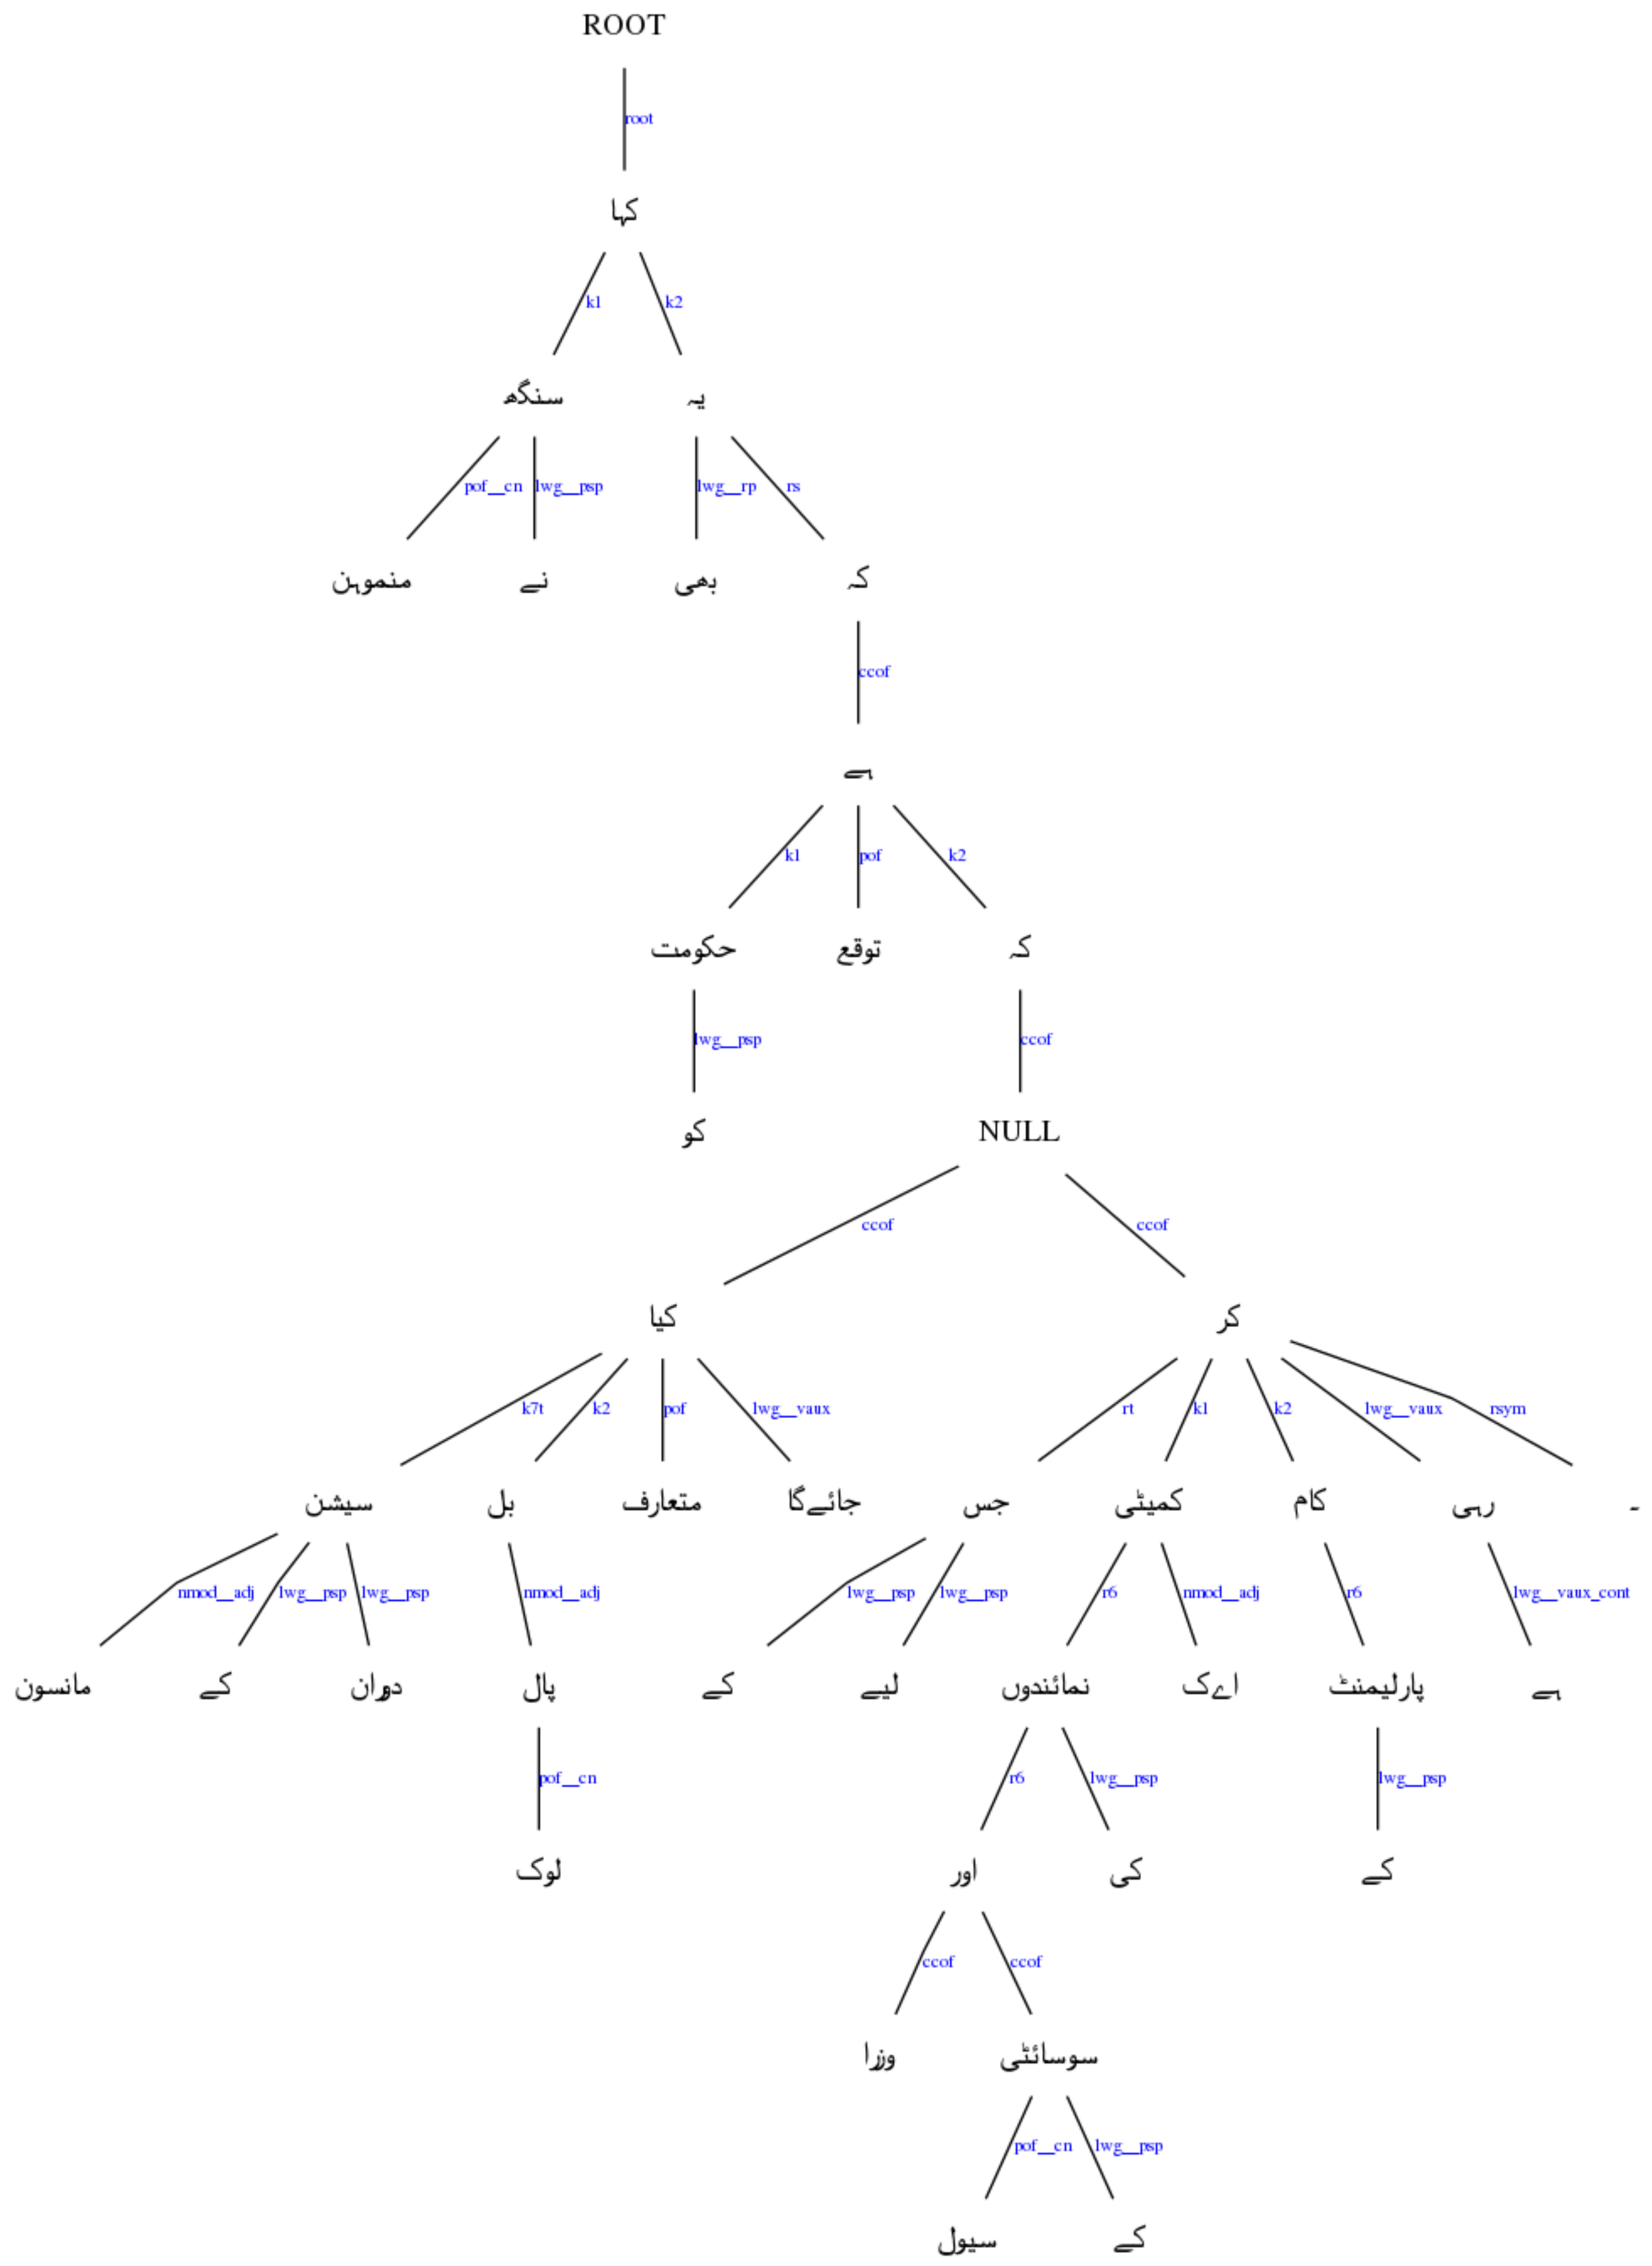 ROOT
root
کہا
k1 k2
سنگھ یہ
pof__cn lwg__psp lwg__rp rs
منموہن نے بھی کہ
ccof
ہے
k1 pof k2
حکومت توقع کہ
lwg__psp ccof
کو NULL
ccof ccof
کیا کر
k7t k2 pof lwg__vaux rt k1 k2 lwg__vaux rsym
سیشن بل متعارف جائےگا جس کمیٹی کام رہی ۔
nmod__adj lwg__psp lwg__psp nmod__adj lwg__psp lwg__psp r6 nmod__adj r6 lwg__vaux_cont
مانسون کے دوران پال کے لیے نمائندوں اےک پارلیمنٹ ہے
pof__cn r6 lwg__psp lwg__psp
لوک اور کی کے
ccof ccof
وزرا سوسائٹی
pof__cn lwg__psp
سیول کے